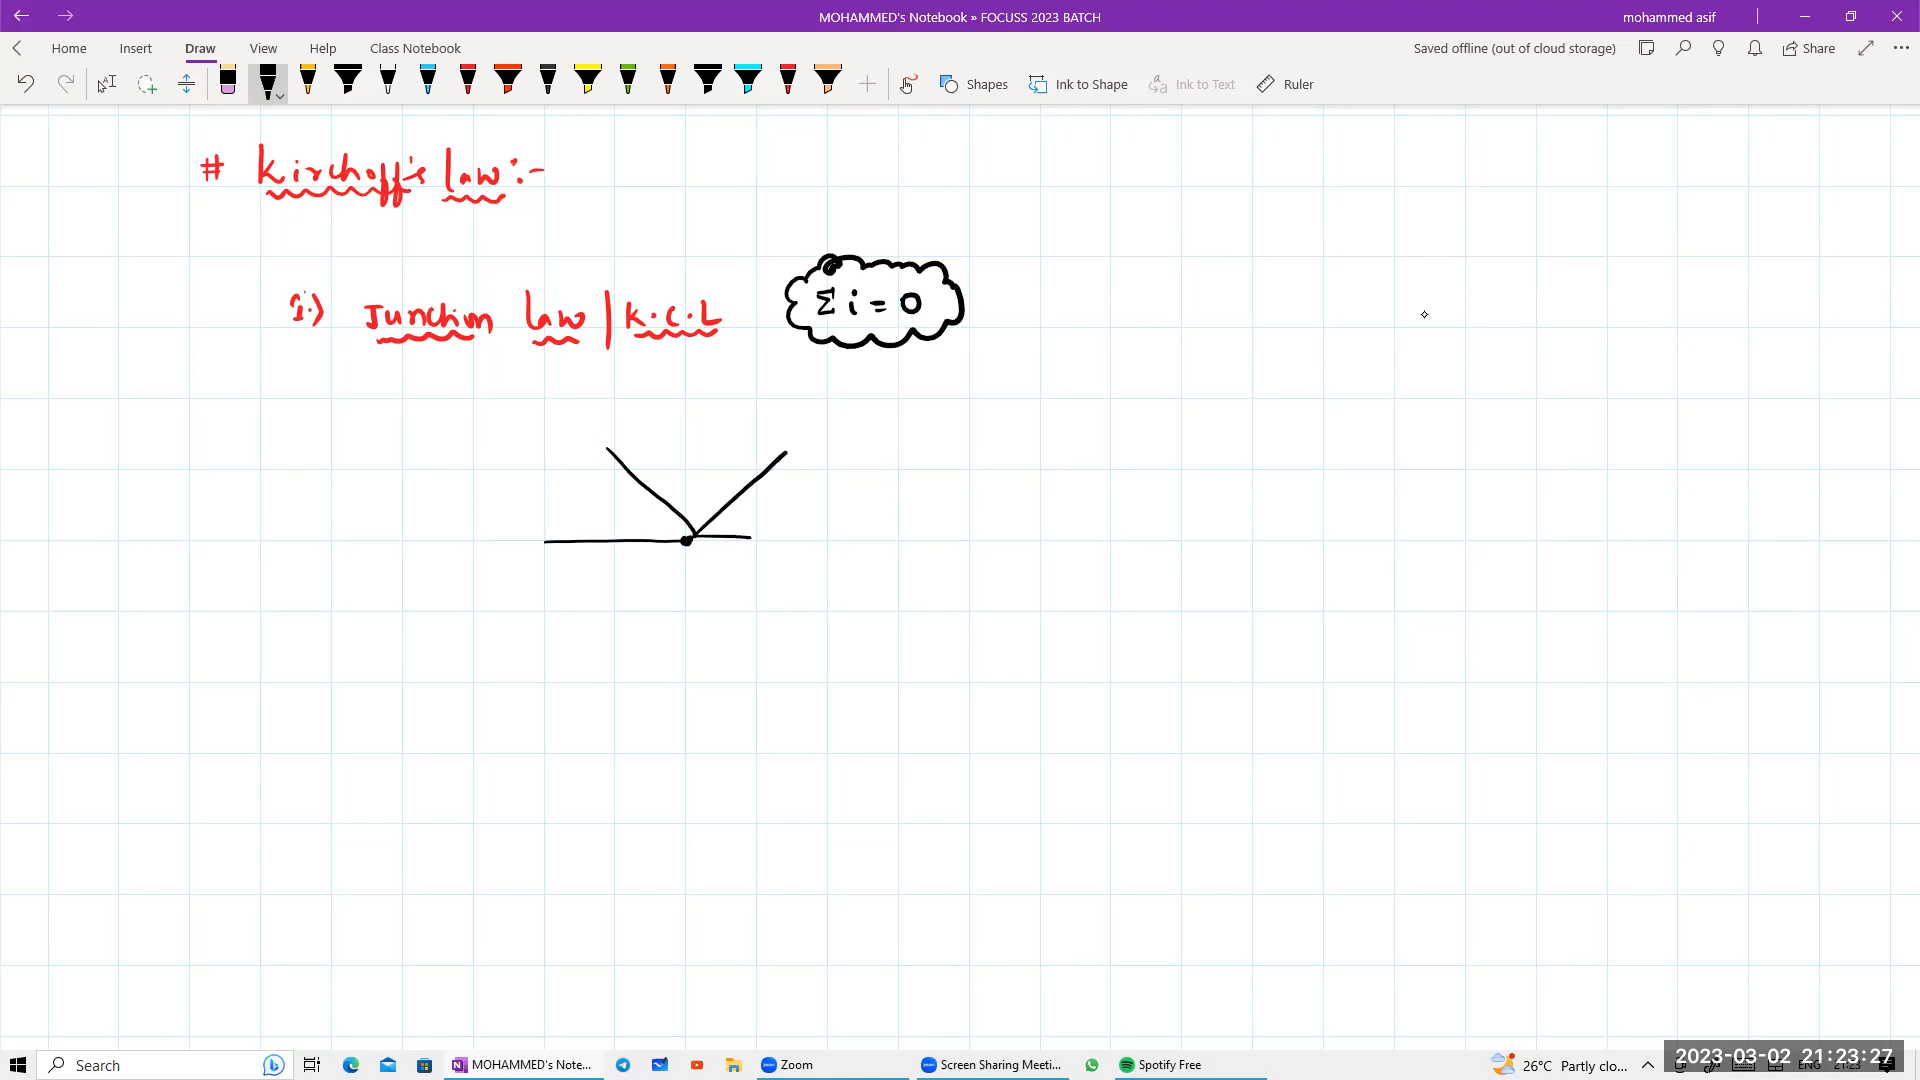 MOHAMMED's Notebook » FOCUSS 2023 BATCH
mohammed asif
Home Insert Draw View Help Class Notebook
Saved offline (out of cloud storage)
Share
Shapes
Ink to Shape
Ink to Text
Ruler
# Kirchoff's law :-
i.) Junction law | K.C.L
Σ i = 0
Search
MOHAMMED's Note...
Zoom
Screen Sharing Meeti...
Spotify Free
26°C Partly clo...
2023-03-02 21:23:27